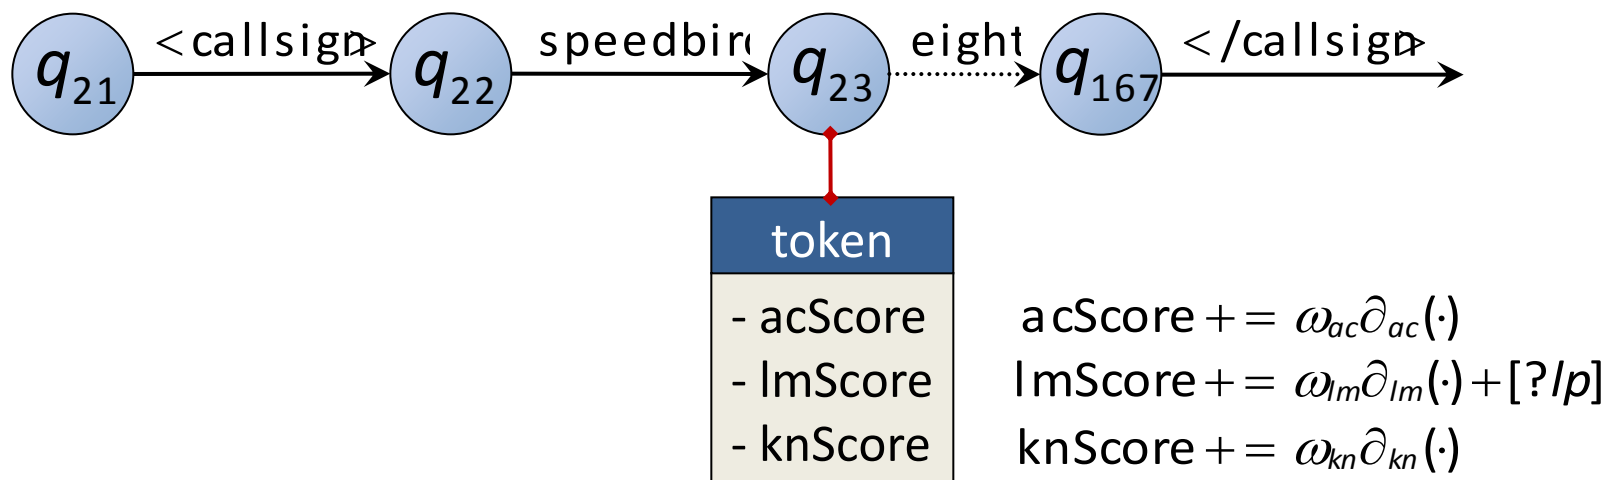 q21 <callsign> q22 speedbird q23 eight q167 </callsign>
token
- acScore acScore += ωac∂ac(·)
- lmScore lmScore += ωlm∂lm(·)+[?lp]
- knScore knScore += ωkn∂kn(·)